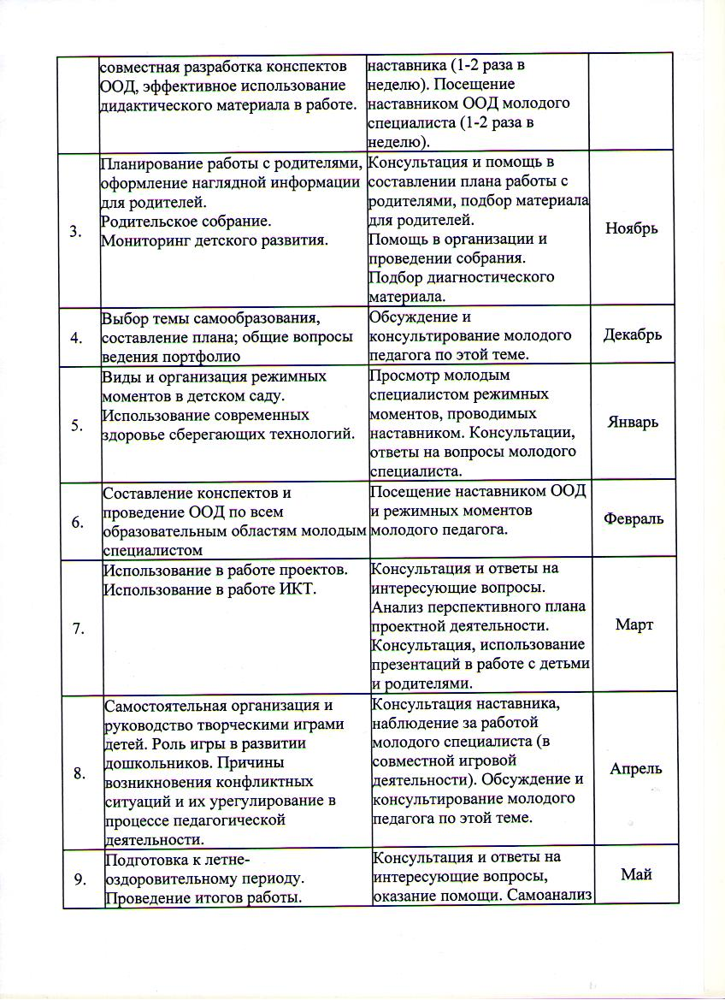 совместная разработка конспектов
ООД, эффективное использование
дидактического материала в работе.
наставника (1-2 раза в
неделю). Посещение
наставником ООД молодого
специалиста (1-2 раза в
неделю).
3.
Планирование работы с родителями,
оформление наглядной информации
для родителей.
Родительское собрание.
Мониторинг детского развития.
Консультация и помощь в
составлении плана работы с
родителями, подбор материала
для родителей.
Помощь в организации и
проведении собрания.
Подбор диагностического
материала.
Ноябрь
4.
Выбор темы самообразования,
составление плана; общие вопросы
ведения портфолио
Обсуждение и
консультирование молодого
педагога по этой теме.
Декабрь
5.
Виды и организация режимных
моментов в детском саду.
Использование современных
здоровье сберегающих технологий.
Просмотр молодым
специалистом режимных
моментов, проводимых
наставником. Консультации,
ответы на вопросы молодого
специалиста.
Январь
6.
Составление конспектов и
проведение ООД по всем
образовательным областям молодым
специалистом
Посещение наставником ООД
и режимных моментов
молодого педагога.
Февраль
7.
Использование в работе проектов.
Использование в работе ИКТ.
Консультация и ответы на
интересующие вопросы.
Анализ перспективного плана
проектной деятельности.
Консультация, использование
презентаций в работе с детьми
и родителями.
Март
8.
Самостоятельная организация и
руководство творческими играми
детей. Роль игры в развитии
дошкольников. Причины
возникновения конфликтных
ситуаций и их урегулирование в
процессе педагогической
деятельности.
Консультация наставника,
наблюдение за работой
молодого специалиста (в
совместной игровой
деятельности). Обсуждение и
консультирование молодого
педагога по этой теме.
Апрель
9.
Подготовка к летне-
оздоровительному периоду.
Проведение итогов работы.
Консультация и ответы на
интересующие вопросы,
оказание помощи. Самоанализ
Май